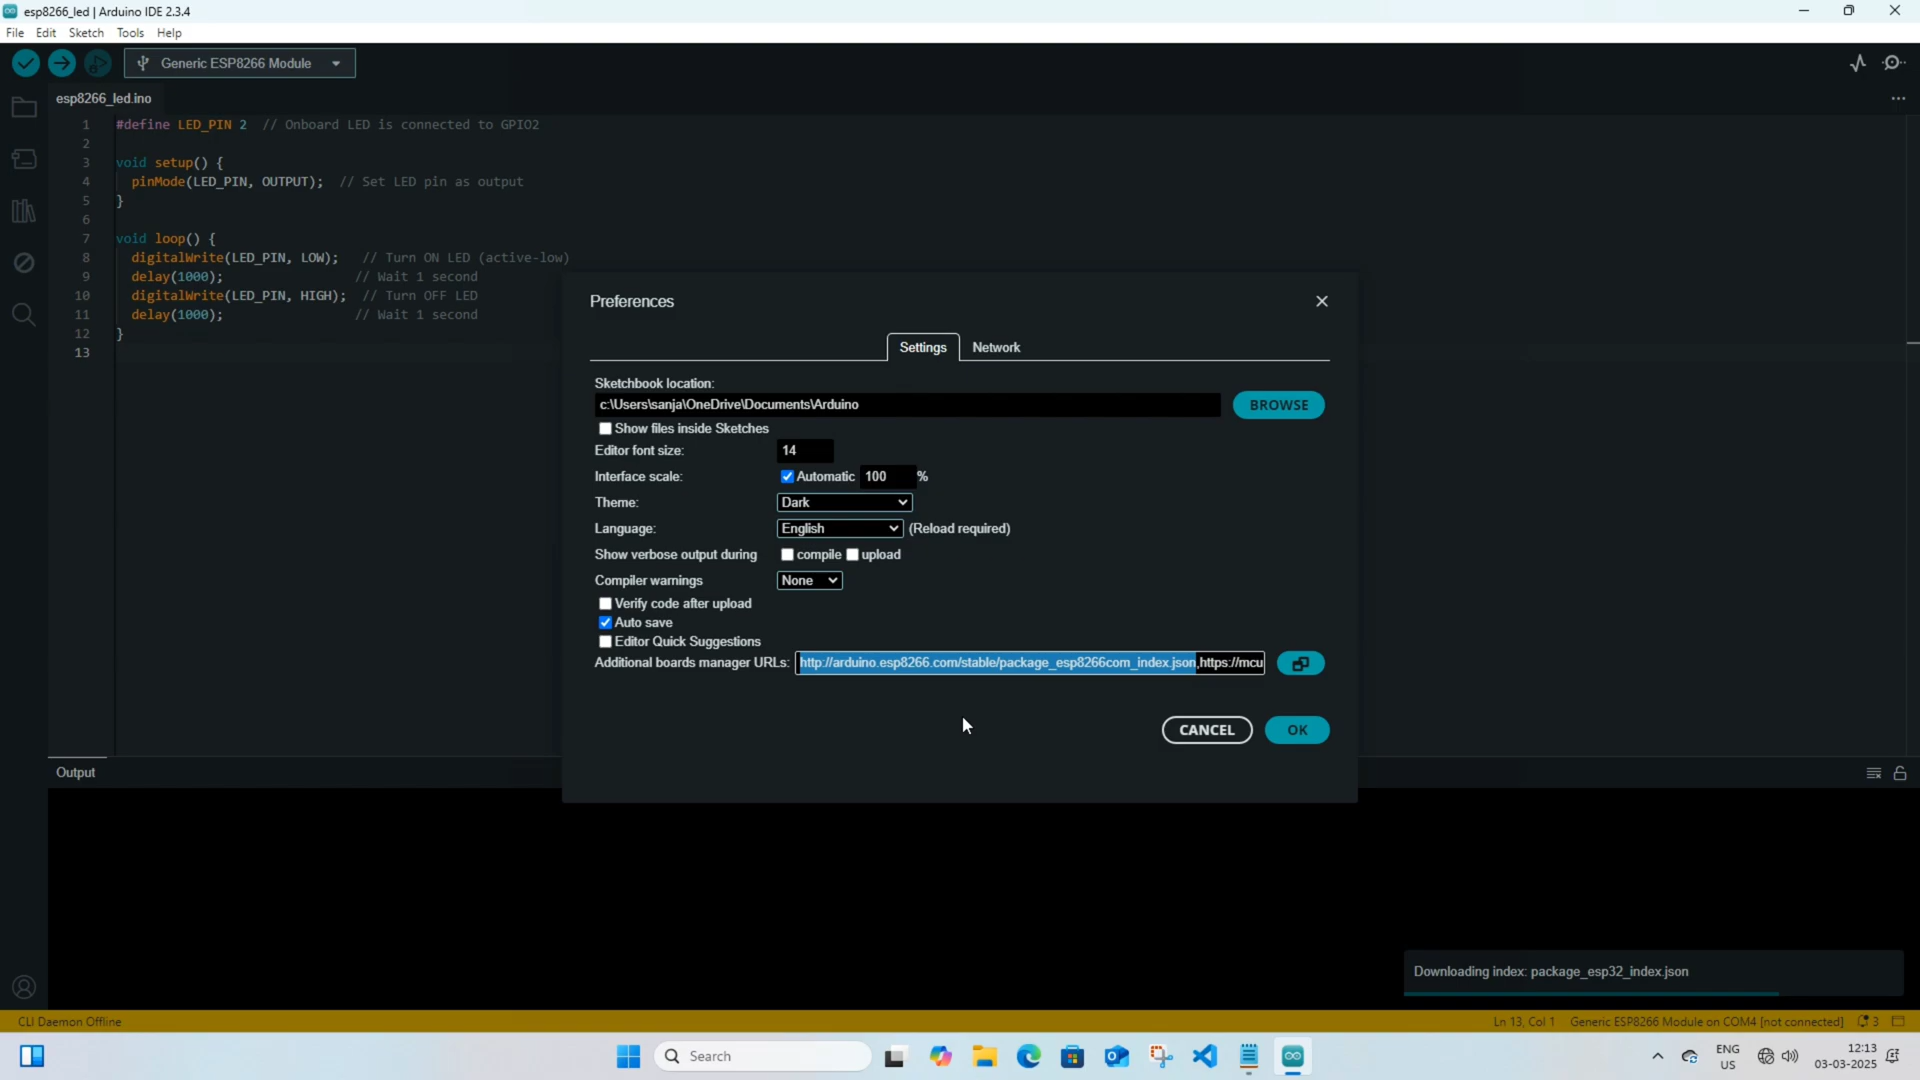 esp8266_led | Arduino IDE 2.3.4
File Edit Sketch Tools Help
Generic ESP8266 Module
esp8266_led.ino
1 #define LED_PIN 2 // Onboard LED is connected to GPIO2
2
3 void setup() {
4 pinMode(LED_PIN, OUTPUT); // Set LED pin as output
5 }
6
7 void loop() {
8 digitalWrite(LED_PIN, LOW); // Turn ON LED (active-low)
9 delay(1000); // Wait 1 second
10 digitalWrite(LED_PIN, HIGH); // Turn OFF LED
11 delay(1000); // Wait 1 second
12 }
13
Preferences
Settings Network
Sketchbook location:
c:\Users\sanja\OneDrive\Documents\Arduino BROWSE
Show files inside Sketches
Editor font size: 14
Interface scale: Automatic 100 %
Theme: Dark
Language: English (Reload required)
Show verbose output during compile upload
Compiler warnings None
Verify code after upload
Auto save
Editor Quick Suggestions
Additional boards manager URLs: http://arduino.esp8266.com/stable/package_esp8266com_index.json,https://mcu
CANCEL OK
Output
Downloading index: package_esp32_index.json
CLI Daemon Offline Ln 13, Col 1 Generic ESP8266 Module on COM4 [not connected] 3
Search
ENG
US
12:13
03-03-2025